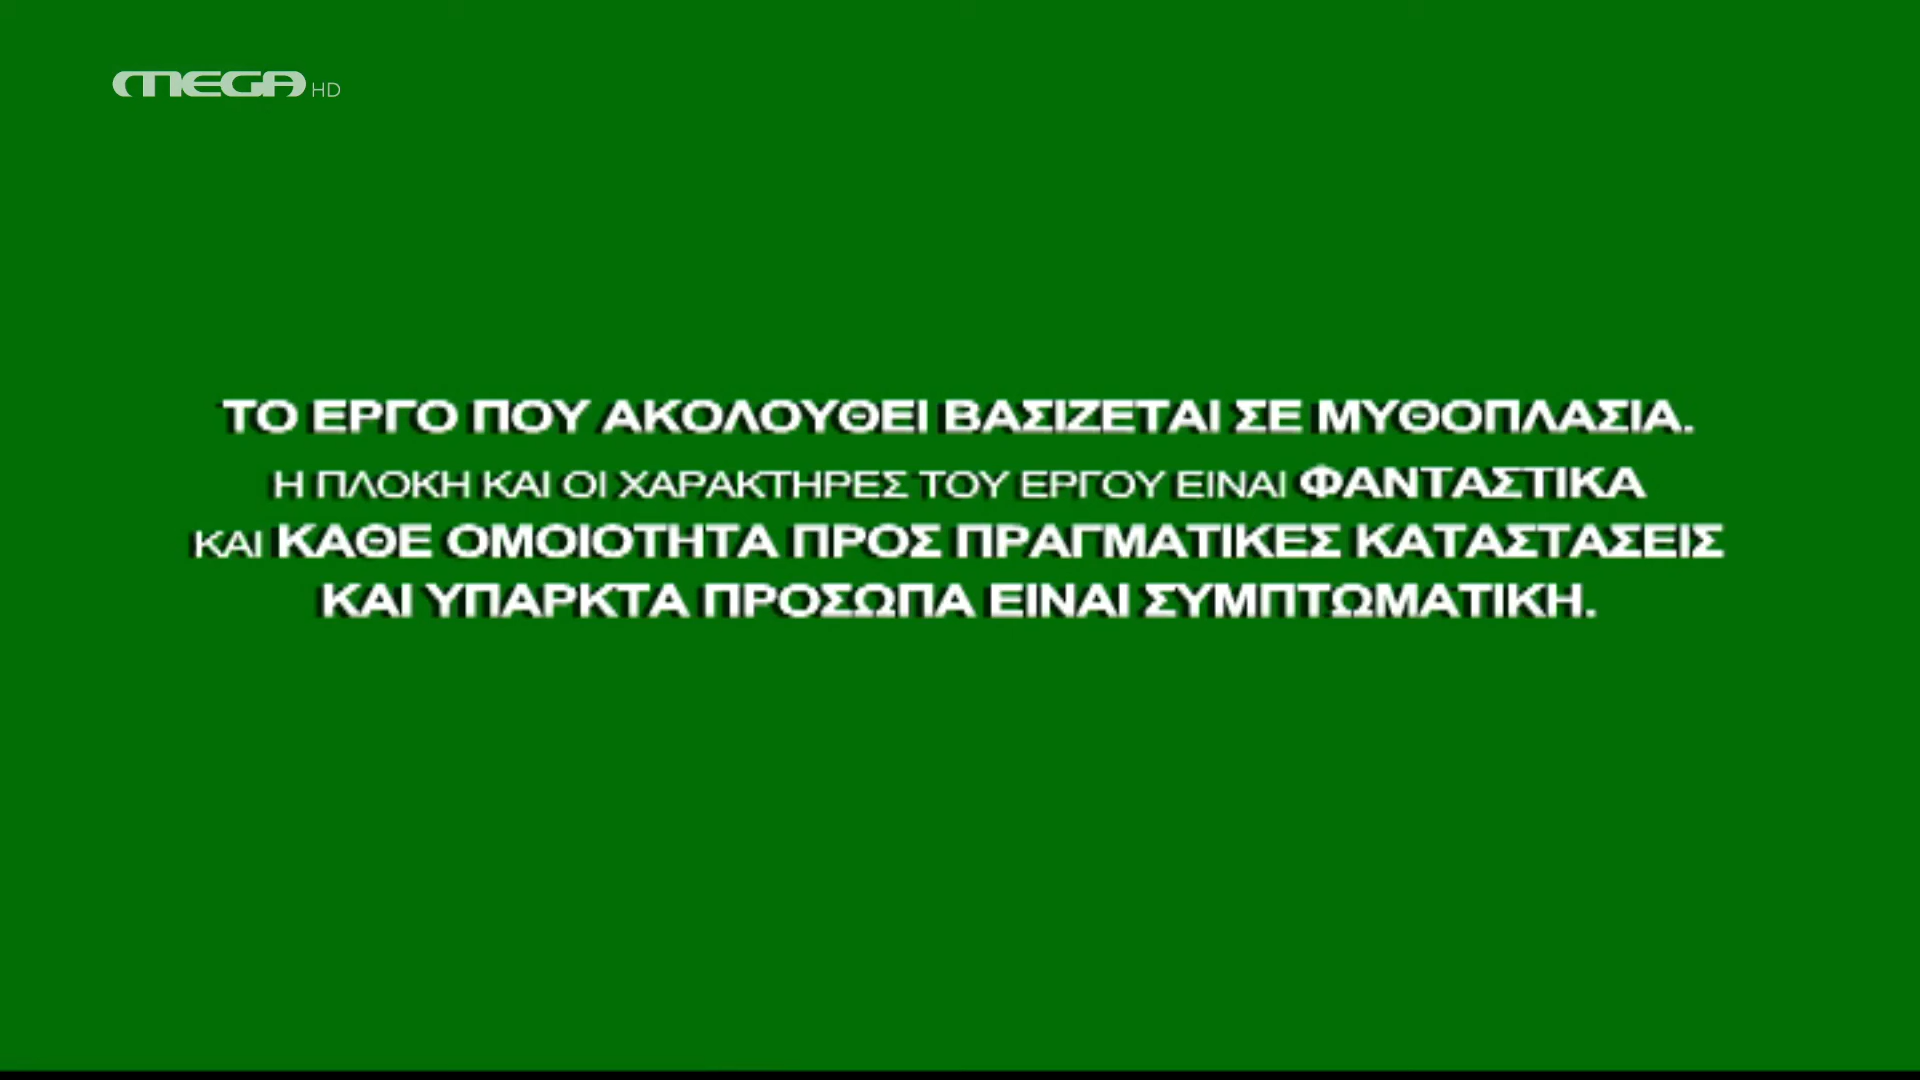 MEGA HD
ΤΟ ΕΡΓΟ ΠΟΥ ΑΚΟΛΟΥΘΕΙ ΒΑΣΙΖΕΤΑΙ ΣΕ ΜΥΘΟΠΛΑΣΙΑ.
Η ΠΛΟΚΗ ΚΑΙ ΟΙ ΧΑΡΑΚΤΗΡΕΣ ΤΟΥ ΕΡΓΟΥ ΕΙΝΑΙ ΦΑΝΤΑΣΤΙΚΑ
ΚΑΙ ΚΑΘΕ ΟΜΟΙΟΤΗΤΑ ΠΡΟΣ ΠΡΑΓΜΑΤΙΚΕΣ ΚΑΤΑΣΤΑΣΕΙΣ
ΚΑΙ ΥΠΑΡΚΤΑ ΠΡΟΣΩΠΑ ΕΙΝΑΙ ΣΥΜΠΤΩΜΑΤΙΚΗ.